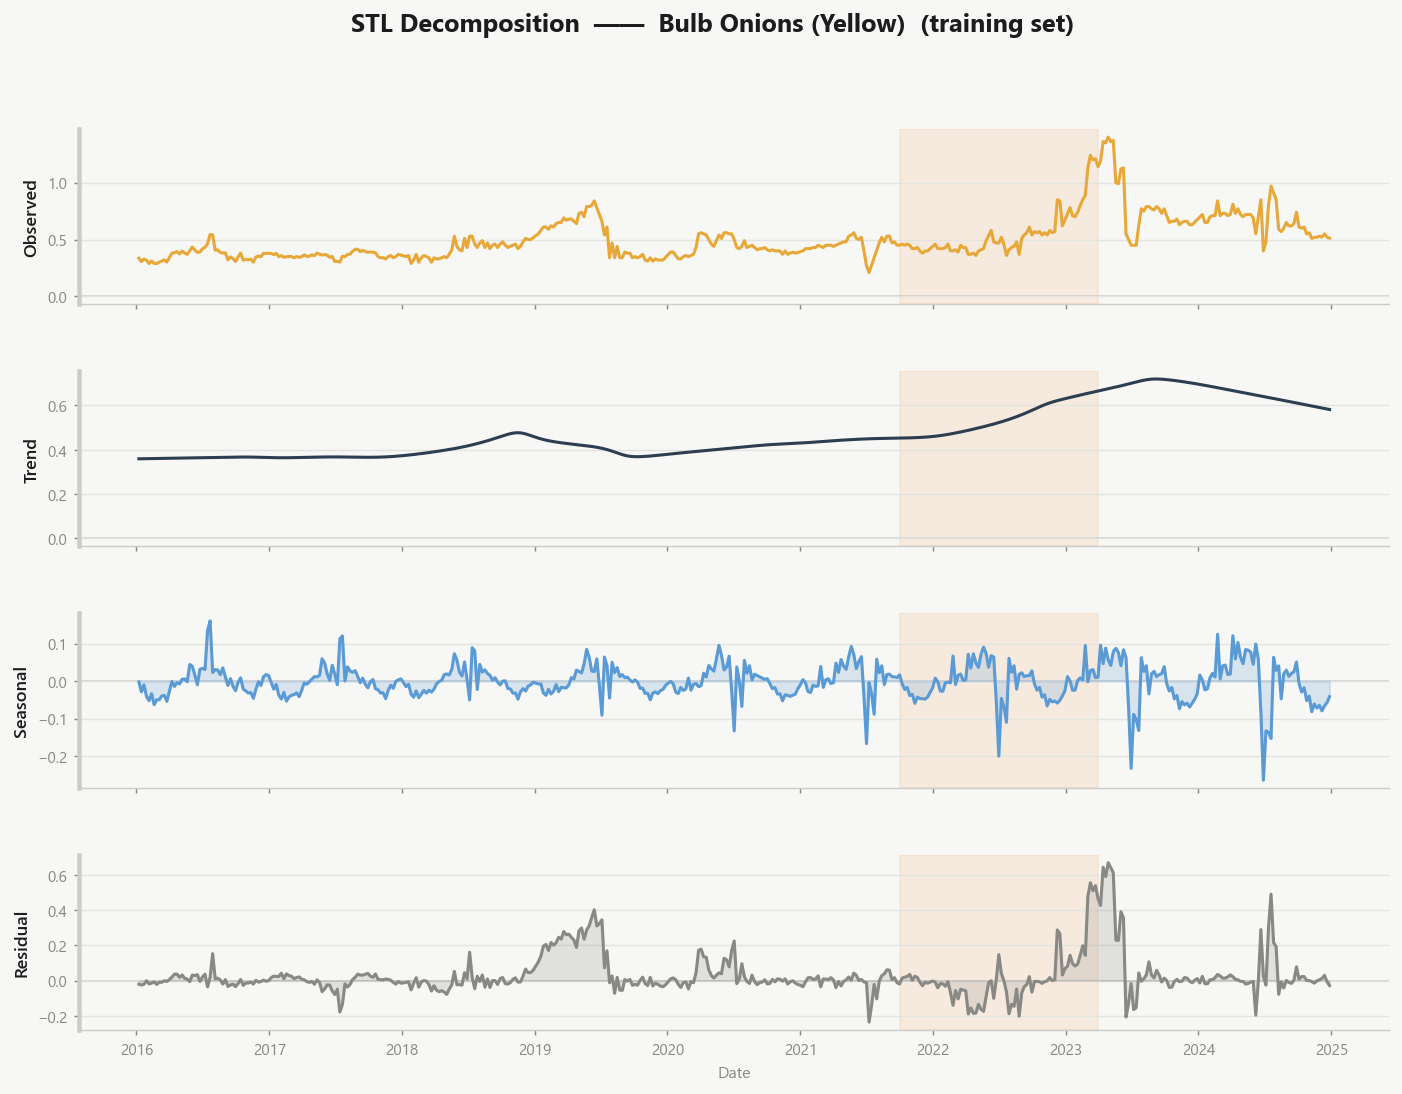 STL Decomposition —— Bulb Onions (Yellow) (training set)
Observed
1.0
0.5
0.0
Trend
0.6
0.4
0.2
0.0
Seasonal
0.1
0.0
−0.1
−0.2
Residual
0.6
0.4
0.2
0.0
−0.2
2016 2017 2018 2019 2020 2021 2022 2023 2024 2025
Date